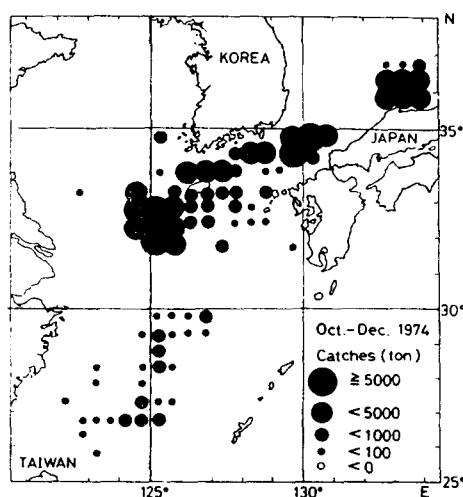 N
KOREA
35°
JAPAN
30°
Oct.-Dec. 1974
Catches (ton)
≧ 5000
< 5000
< 1000
< 100
< 0
TAIWAN
25°
125° 130° E